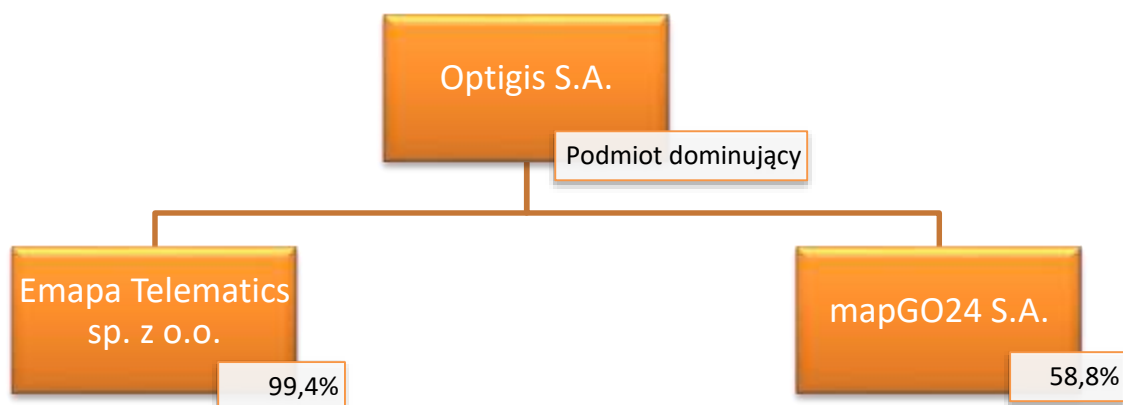 Optigis S.A.
Podmiot dominujący
Emapa Telematics
sp. z o.o.
99,4%
mapGO24 S.A.
58,8%